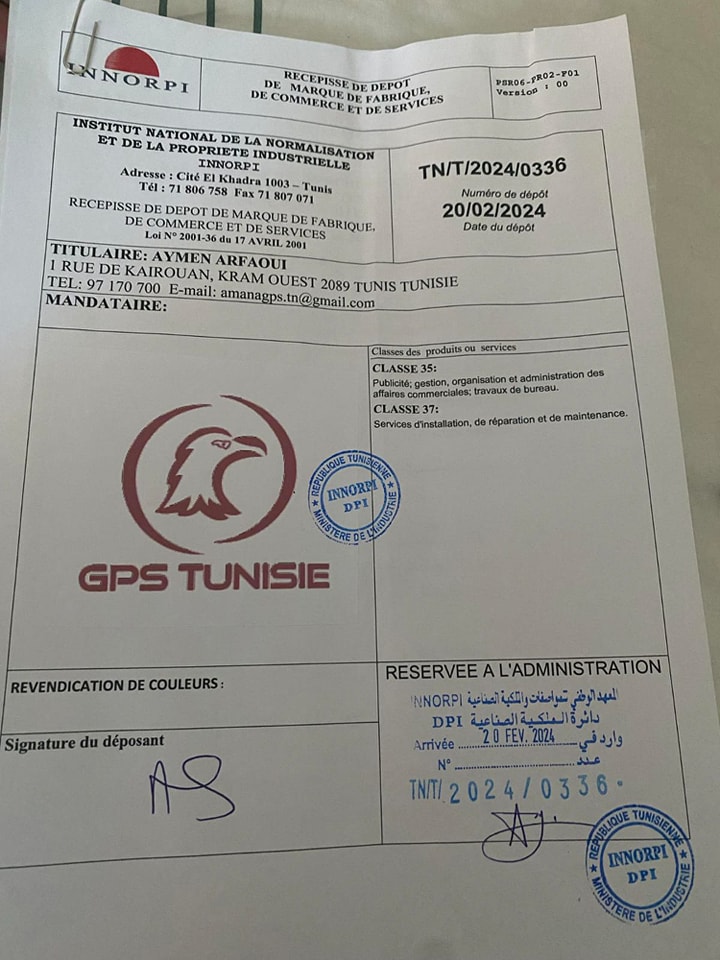 INNORPI
RECEPISSE DE DEPOT
DE MARQUE DE FABRIQUE,
DE COMMERCE ET DE SERVICES
PSR06-PR02-F01
Version : 00
INSTITUT NATIONAL DE LA NORMALISATION
ET DE LA PROPRIETE INDUSTRIELLE
INNORPI
Adresse : Cité El Khadra 1003 – Tunis
Tél : 71 806 758 Fax 71 807 071
RECEPISSE DE DEPOT DE MARQUE DE FABRIQUE,
DE COMMERCE ET DE SERVICES
Loi N° 2001-36 du 17 AVRIL 2001
TN/T/2024/0336
Numéro de dépôt
20/02/2024
Date du dépôt
TITULAIRE: AYMEN ARFAOUI
1 RUE DE KAIROUAN, KRAM OUEST 2089 TUNIS TUNISIE
TEL: 97 170 700 E-mail: amanagps.tn@gmail.com
MANDATAIRE:
GPS TUNISIE
Classes des produits ou services
CLASSE 35:
Publicité; gestion, organisation et administration des
affaires commerciales; travaux de bureau.
CLASSE 37:
Services d'installation, de réparation et de maintenance.
REPUBLIQUE TUNISIENNE
INNORPI
DPI
MINISTERE DE L'INDUSTRIE
REVENDICATION DE COULEURS :
Signature du déposant
RESERVEE A L'ADMINISTRATION
INNORPI المعهد الوطني للمواصفات والملكية الصناعية
DPI دائرة الملكية الصناعية
Arrivée 20 FEV. 2024 وارد في
N° عدد
TN/T/ 2024/0336
REPUBLIQUE TUNISIENNE
INNORPI
DPI
MINISTERE DE L'INDUSTRIE